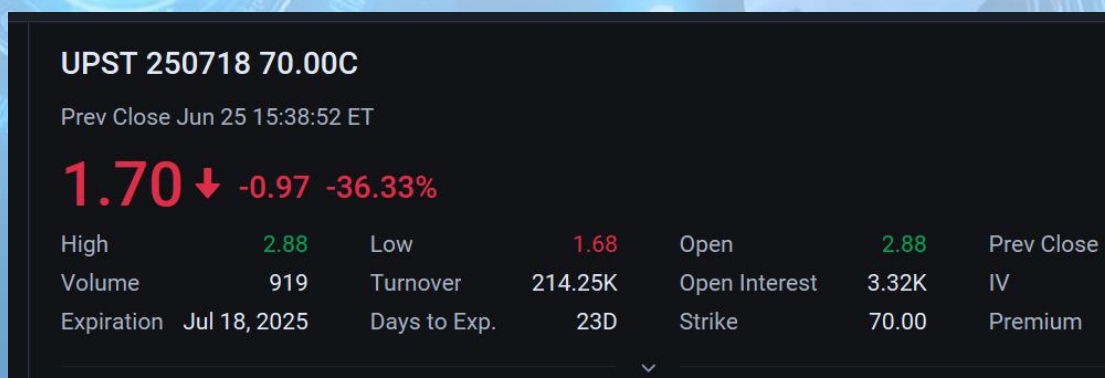 UPST 250718 70.00C
Prev Close Jun 25 15:38:52 ET
1.70 -0.97 -36.33%
High 2.88 Low 1.68 Open 2.88 Prev Close
Volume 919 Turnover 214.25K Open Interest 3.32K IV
Expiration Jul 18, 2025 Days to Exp. 23D Strike 70.00 Premium